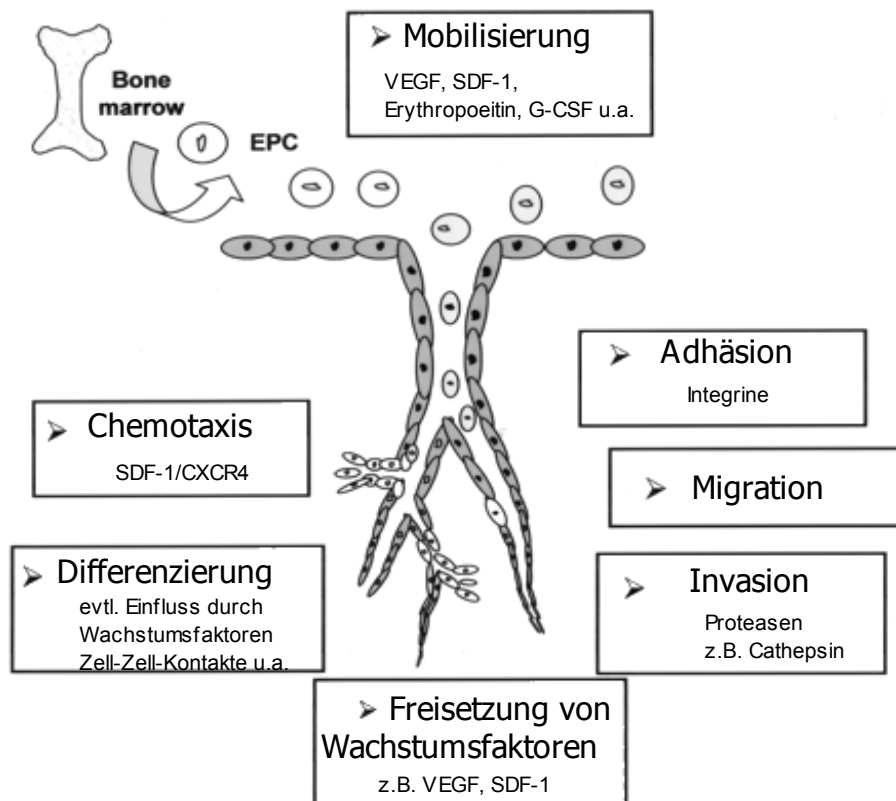 ➢ Mobilisierung
VEGF, SDF-1,
Erythropoeitin, G-CSF u.a.
Bone
marrow
EPC
➢ Adhäsion
Integrine
➢ Chemotaxis
SDF-1/CXCR4
➢ Migration
➢ Differenzierung
evtl. Einfluss durch
Wachstumsfaktoren
Zell-Zell-Kontakte u.a.
➢ Invasion
Proteasen
z.B. Cathepsin
➢ Freisetzung von
Wachstumsfaktoren
z.B. VEGF, SDF-1